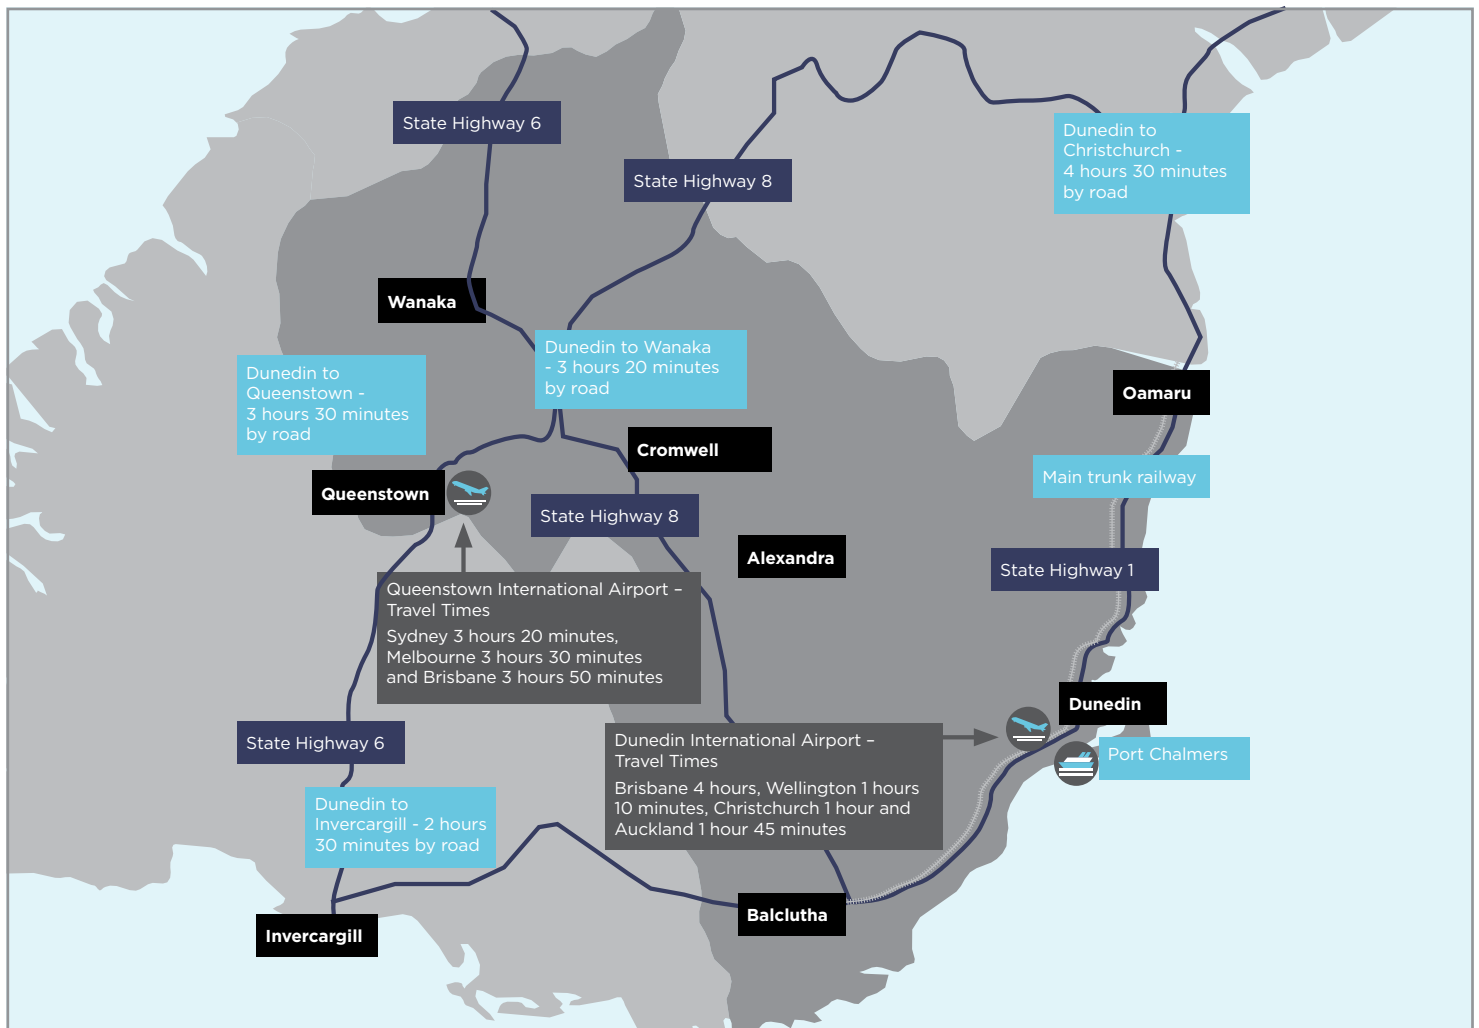 State Highway 6
State Highway 8
Dunedin to
Christchurch -
4 hours 30 minutes
by road
Wanaka
Dunedin to Wanaka
- 3 hours 20 minutes
by road
Dunedin to
Queenstown -
3 hours 30 minutes
by road
Oamaru
Cromwell
Main trunk railway
Queenstown
State Highway 8
Alexandra
State Highway 1
Queenstown International Airport –
Travel Times
Sydney 3 hours 20 minutes,
Melbourne 3 hours 30 minutes
and Brisbane 3 hours 50 minutes
Dunedin
State Highway 6
Dunedin International Airport –
Travel Times
Brisbane 4 hours, Wellington 1 hours
10 minutes, Christchurch 1 hour and
Auckland 1 hour 45 minutes
Port Chalmers
Dunedin to
Invercargill - 2 hours
30 minutes by road
Balclutha
Invercargill